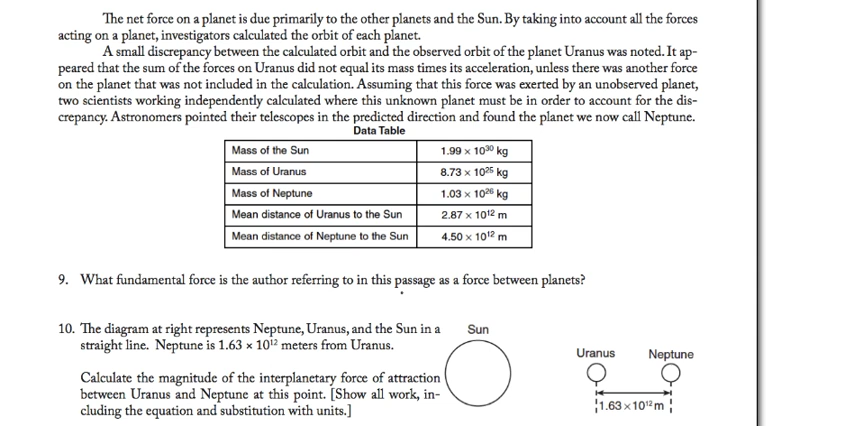 The net force on a planet is due primarily to the other planets and the Sun. By taking into account all the forces
acting on a planet, investigators calculated the orbit of each planet.
A small discrepancy between the calculated orbit and the observed orbit of the planet Uranus was noted. It ap-
peared that the sum of the forces on Uranus did not equal its mass times its acceleration, unless there was another force
on the planet that was not included in the calculation. Assuming that this force was exerted by an unobserved planet,
two scientists working independently calculated where this unknown planet must be in order to account for the dis-
crepancy. Astronomers pointed their telescopes in the predicted direction and found the planet we now call Neptune.
Data Table
Mass of the Sun 1.99 × 10³⁰ kg
Mass of Uranus 8.73 × 10²⁵ kg
Mass of Neptune 1.03 × 10²⁶ kg
Mean distance of Uranus to the Sun 2.87 × 10¹² m
Mean distance of Neptune to the Sun 4.50 × 10¹² m
9. What fundamental force is the author referring to in this passage as a force between planets?
10. The diagram at right represents Neptune, Uranus, and the Sun in a
straight line. Neptune is 1.63 × 10¹² meters from Uranus.
Calculate the magnitude of the interplanetary force of attraction
between Uranus and Neptune at this point. [Show all work, in-
cluding the equation and substitution with units.]
Sun
Uranus Neptune
1.63 × 10¹² m